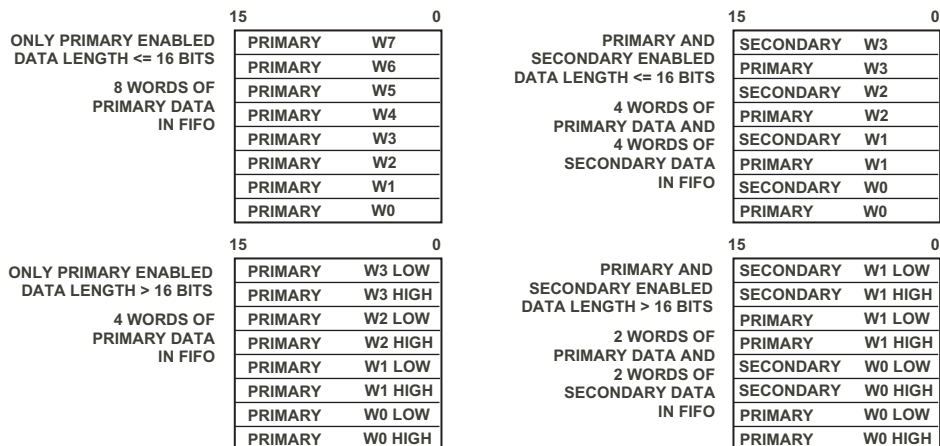 15 0
ONLY PRIMARY ENABLED
DATA LENGTH <= 16 BITS
8 WORDS OF
PRIMARY DATA
IN FIFO
PRIMARY W7
PRIMARY W6
PRIMARY W5
PRIMARY W4
PRIMARY W3
PRIMARY W2
PRIMARY W1
PRIMARY W0
15 0
PRIMARY AND
SECONDARY ENABLED
DATA LENGTH <= 16 BITS
4 WORDS OF
PRIMARY DATA AND
4 WORDS OF
SECONDARY DATA
IN FIFO
SECONDARY W3
PRIMARY W3
SECONDARY W2
PRIMARY W2
SECONDARY W1
PRIMARY W1
SECONDARY W0
PRIMARY W0
15 0
ONLY PRIMARY ENABLED
DATA LENGTH > 16 BITS
4 WORDS OF
PRIMARY DATA
IN FIFO
PRIMARY W3 LOW
PRIMARY W3 HIGH
PRIMARY W2 LOW
PRIMARY W2 HIGH
PRIMARY W1 LOW
PRIMARY W1 HIGH
PRIMARY W0 LOW
PRIMARY W0 HIGH
15 0
PRIMARY AND
SECONDARY ENABLED
DATA LENGTH > 16 BITS
2 WORDS OF
PRIMARY DATA AND
2 WORDS OF
SECONDARY DATA
IN FIFO
SECONDARY W1 LOW
SECONDARY W1 HIGH
PRIMARY W1 LOW
PRIMARY W1 HIGH
SECONDARY W0 LOW
SECONDARY W0 HIGH
PRIMARY W0 LOW
PRIMARY W0 HIGH